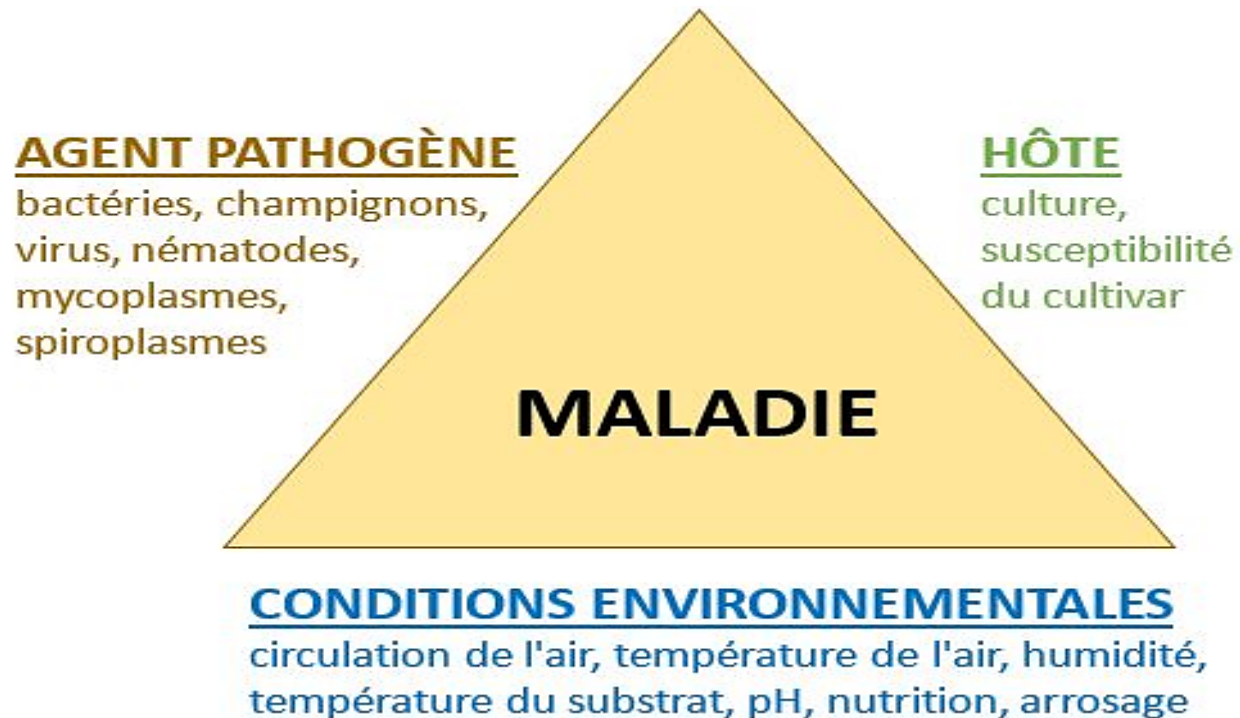 AGENT PATHOGÈNE
bactéries, champignons,
virus, nématodes,
mycoplasmes,
spiroplasmes
HÔTE
culture,
susceptibilité
du cultivar
MALADIE
CONDITIONS ENVIRONNEMENTALES
circulation de l'air, température de l'air, humidité,
température du substrat, pH, nutrition, arrosage